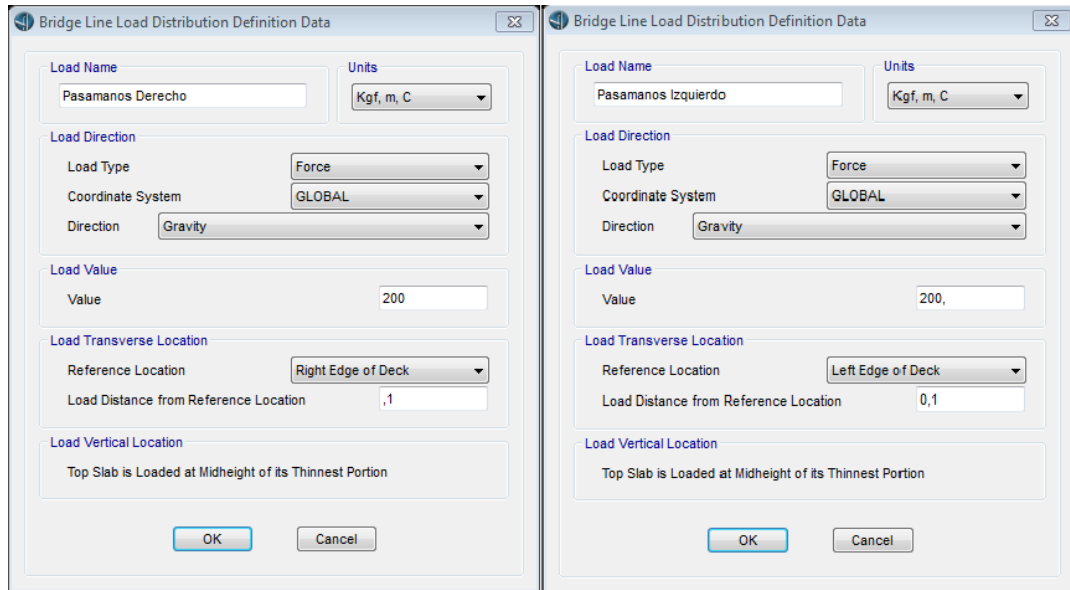 Bridge Line Load Distribution Definition Data
Load Name
Units
Pasamanos Derecho
Kgf, m, C
Load Direction
Load Type
Force
Coordinate System
GLOBAL
Direction
Gravity
Load Value
Value
200
Load Transverse Location
Reference Location
Right Edge of Deck
Load Distance from Reference Location
,1
Load Vertical Location
Top Slab is Loaded at Midheight of its Thinnest Portion
OK
Cancel
Bridge Line Load Distribution Definition Data
Load Name
Units
Pasamanos Izquierdo
Kgf, m, C
Load Direction
Load Type
Force
Coordinate System
GLOBAL
Direction
Gravity
Load Value
Value
200,
Load Transverse Location
Reference Location
Left Edge of Deck
Load Distance from Reference Location
0,1
Load Vertical Location
Top Slab is Loaded at Midheight of its Thinnest Portion
OK
Cancel